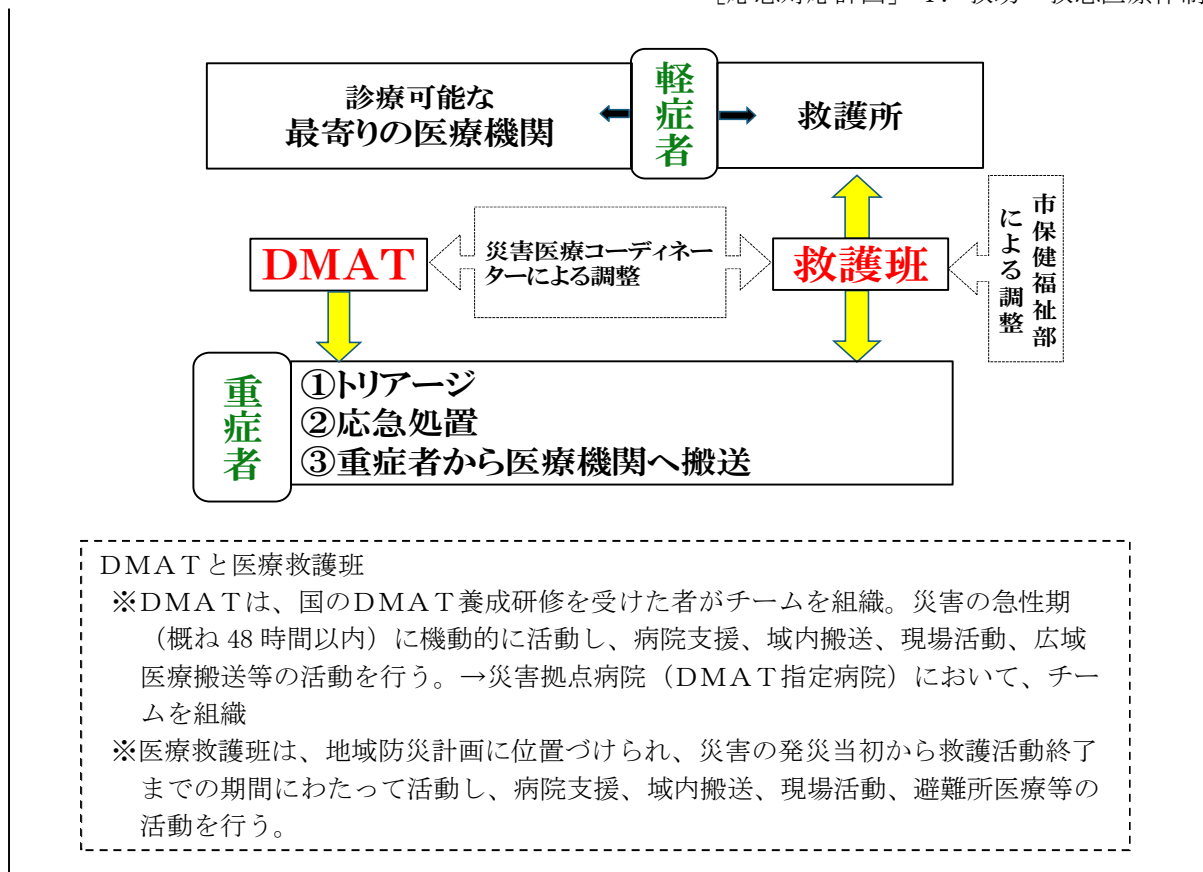 診療可能な
最寄りの医療機関
軽症者
救護所
DMAT
災害医療コーディネー
ターによる調整
救護班
市保健福祉部
による調整
重症者
①トリアージ
②応急処置
③重症者から医療機関へ搬送
DMATと医療救護班
※DMATは、国のDMAT養成研修を受けた者がチームを組織。災害の急性期
（概ね 48 時間以内）に機動的に活動し、病院支援、域内搬送、現場活動、広域
医療搬送等の活動を行う。→災害拠点病院（DMAT指定病院）において、チー
ムを組織
※医療救護班は、地域防災計画に位置づけられ、災害の発災当初から救護活動終了
までの期間にわたって活動し、病院支援、域内搬送、現場活動、避難所医療等の
活動を行う。